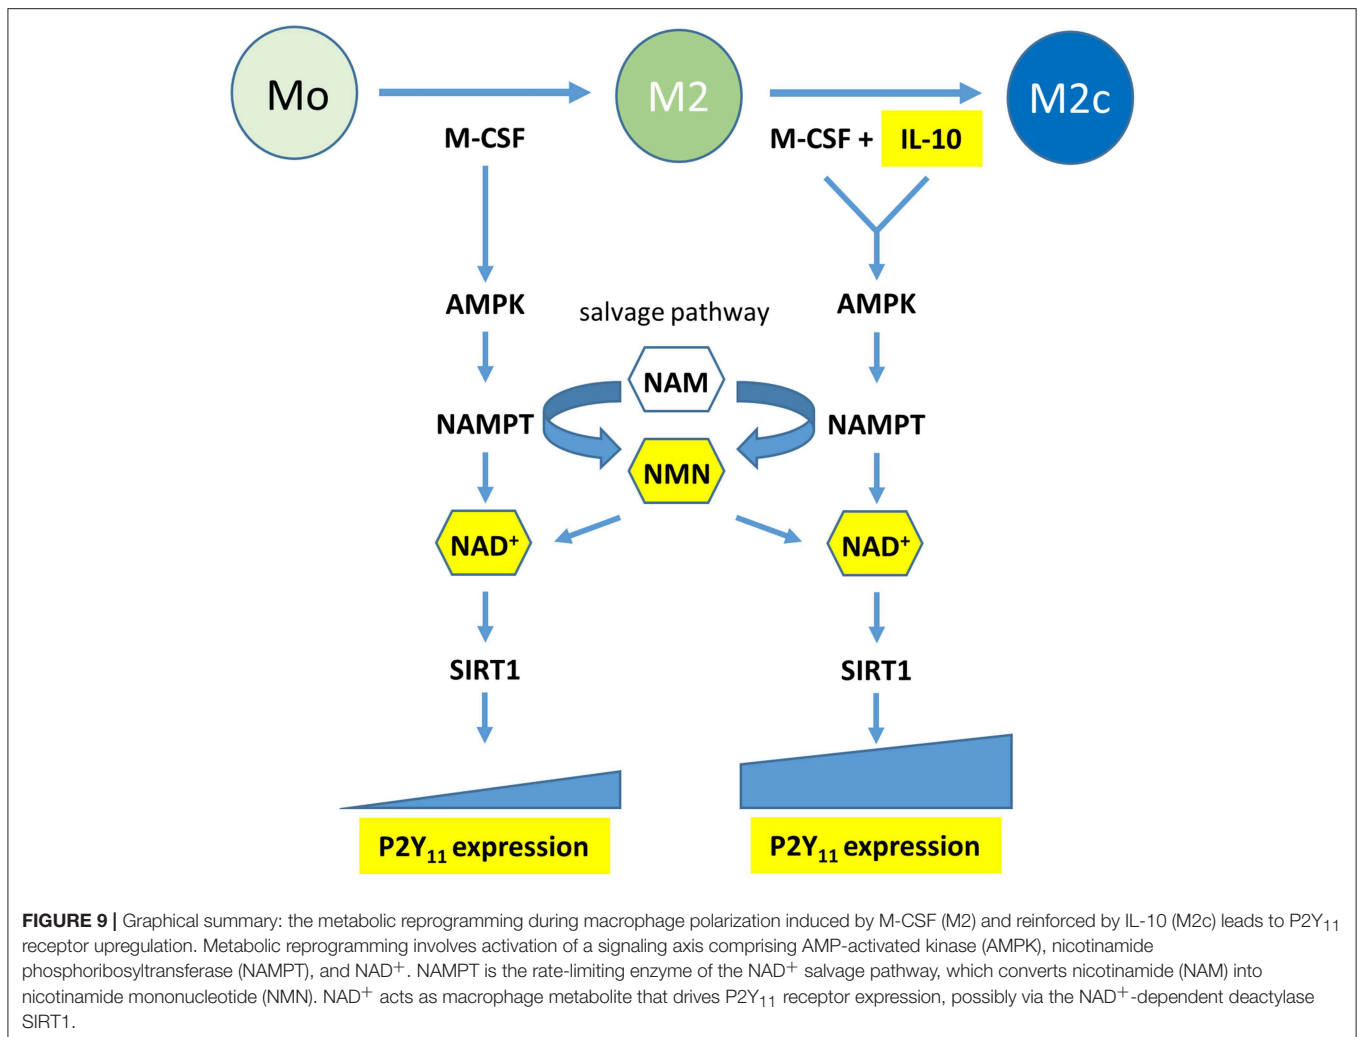 Mo
M2
M2c
M-CSF
M-CSF + IL-10
AMPK
salvage pathway
AMPK
NAM
NAMPT
NAMPT
NMN
NAD⁺
NAD⁺
SIRT1
SIRT1
P2Y₁₁ expression
P2Y₁₁ expression
FIGURE 9 | Graphical summary: the metabolic reprogramming during macrophage polarization induced by M-CSF (M2) and reinforced by IL-10 (M2c) leads to P2Y₁₁
receptor upregulation. Metabolic reprogramming involves activation of a signaling axis comprising AMP-activated kinase (AMPK), nicotinamide
phosphoribosyltransferase (NAMPT), and NAD⁺. NAMPT is the rate-limiting enzyme of the NAD⁺ salvage pathway, which converts nicotinamide (NAM) into
nicotinamide mononucleotide (NMN). NAD⁺ acts as macrophage metabolite that drives P2Y₁₁ receptor expression, possibly via the NAD⁺-dependent deactylase
SIRT1.